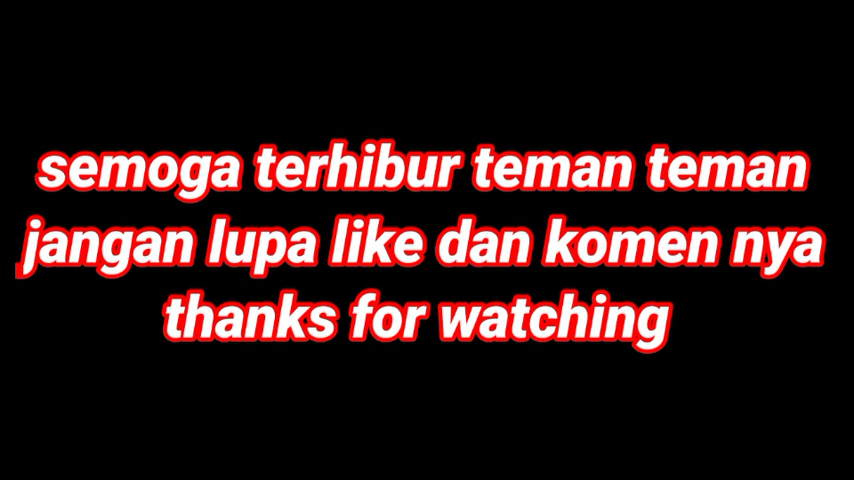 semoga terhibur teman teman
jangan lupa like dan komen nya
thanks for watching